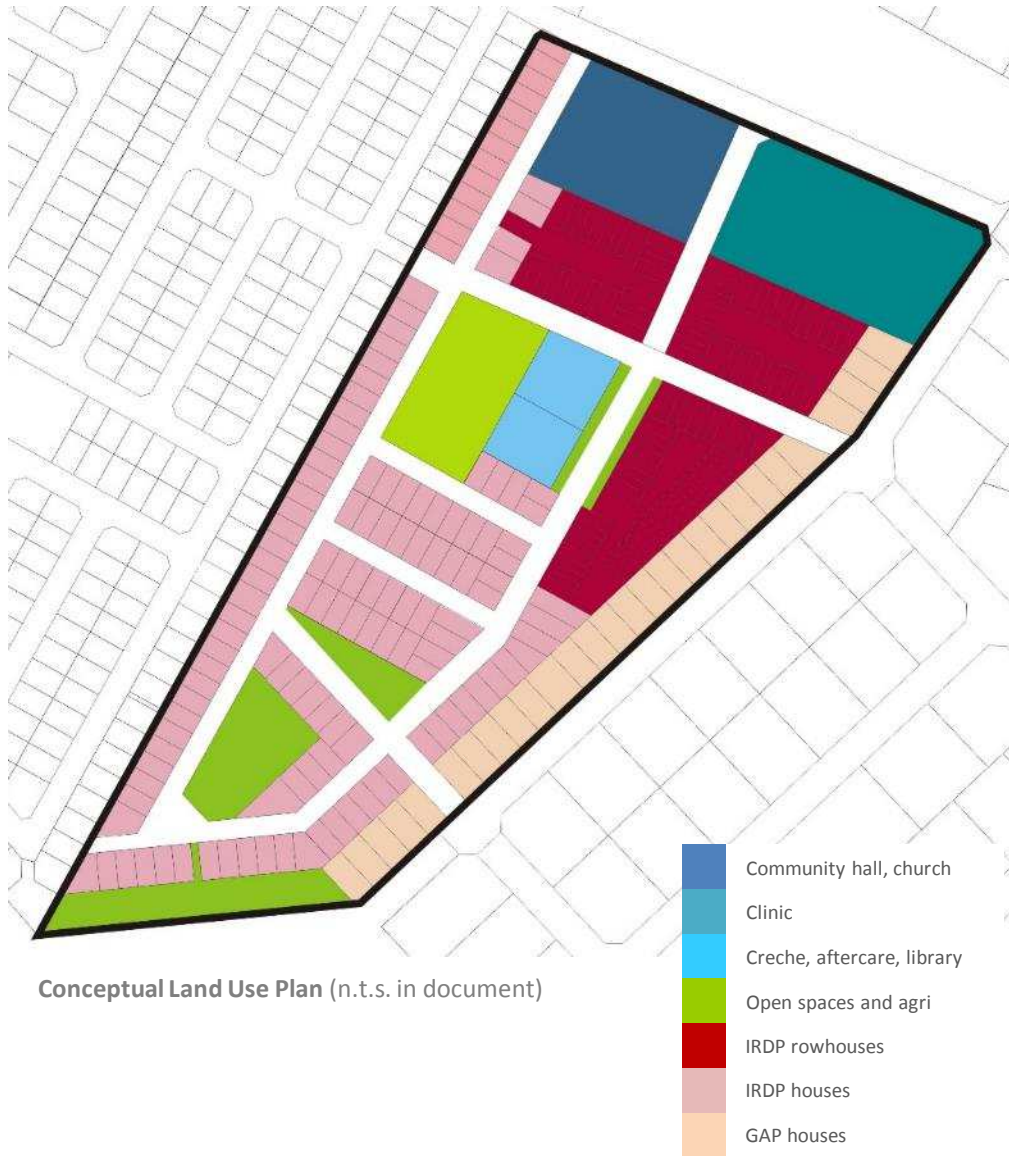 Community hall, church
Clinic
Creche, aftercare, library
Conceptual Land Use Plan (n.t.s. in document)
Open spaces and agri
IRDP rowhouses
IRDP houses
GAP houses